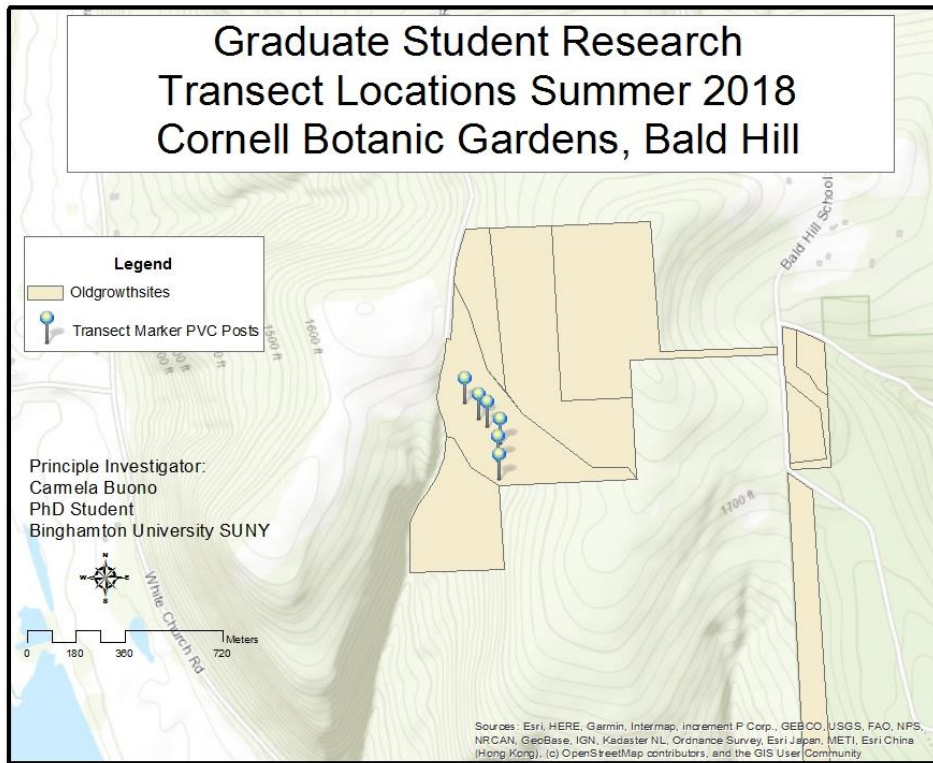 Graduate Student Research
Transect Locations Summer 2018
Cornell Botanic Gardens, Bald Hill
Bald Hill School
Legend
Oldgrowthsites
Transect Marker PVC Posts
1500 ft
1600 ft
1700 ft
Principle Investigator:
Carmela Buono
PhD Student
Binghamton University SUNY
N
W E
S
White Church Rd
Meters
0 180 360 720
Sources: Esri, HERE, Garmin, Intermap, increment P Corp., GEBCO, USGS, FAO, NPS,
NRCAN, GeoBase, IGN, Kadaster NL, Ordnance Survey, Esri Japan, METI, Esri China
(Hong Kong), (c) OpenStreetMap contributors, and the GIS User Community